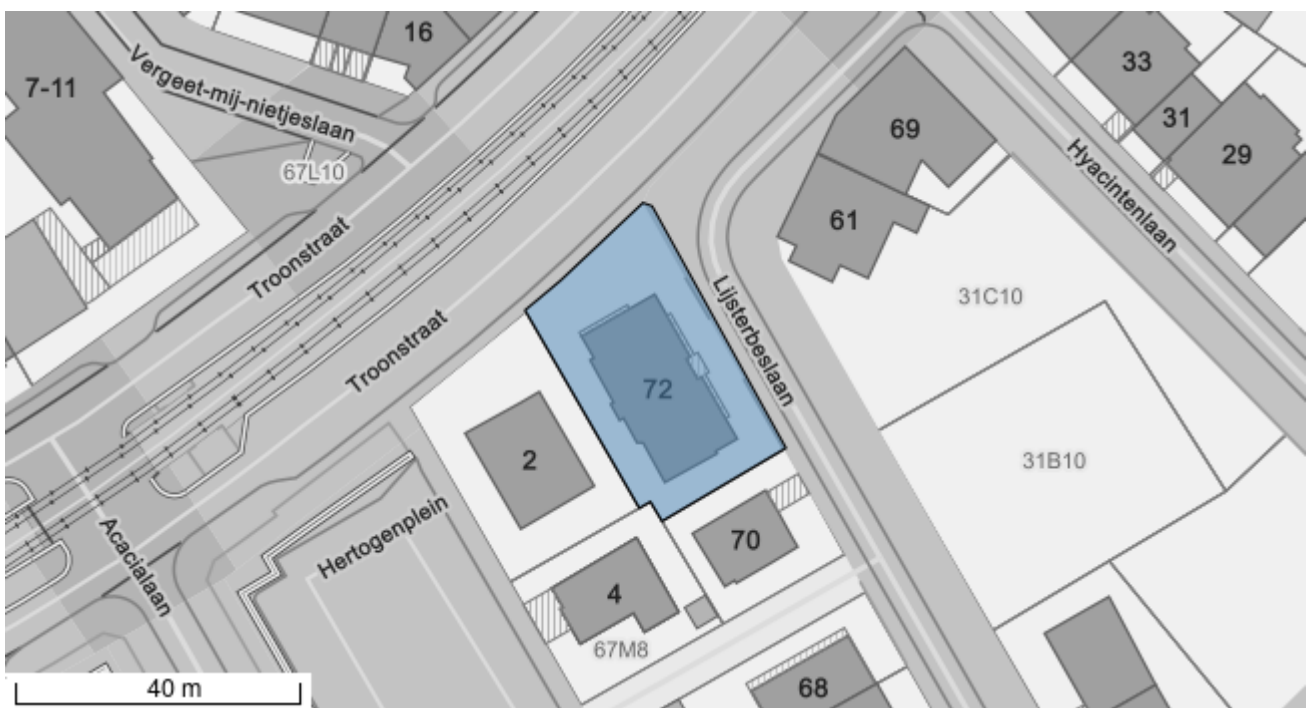 16
7-11
Vergeet-mij-nietjeslaan
67L10
33
31
29
69
61
Hyacintenlaan
Troonstraat
Troonstraat
Lijsterbeslaan
31C10
72
2
31B10
Acacialaan
Hertogenplein
70
4
67M8
68
40 m